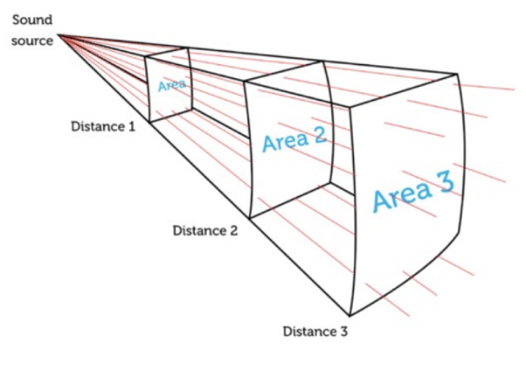 Sound
source
Area
Distance 1
Area 2
Distance 2
Area 3
Distance 3